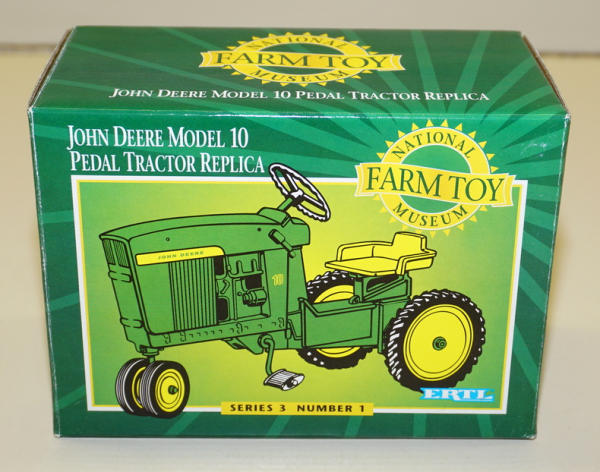 NATIONAL
FARM TOY
MUSEUM
JOHN DEERE MODEL 10 PEDAL TRACTOR REPLICA
JOHN DEERE MODEL 10
PEDAL TRACTOR REPLICA
NATIONAL
FARM TOY
MUSEUM
JOHN DEERE
10
ERTL
SERIES 3 NUMBER 1